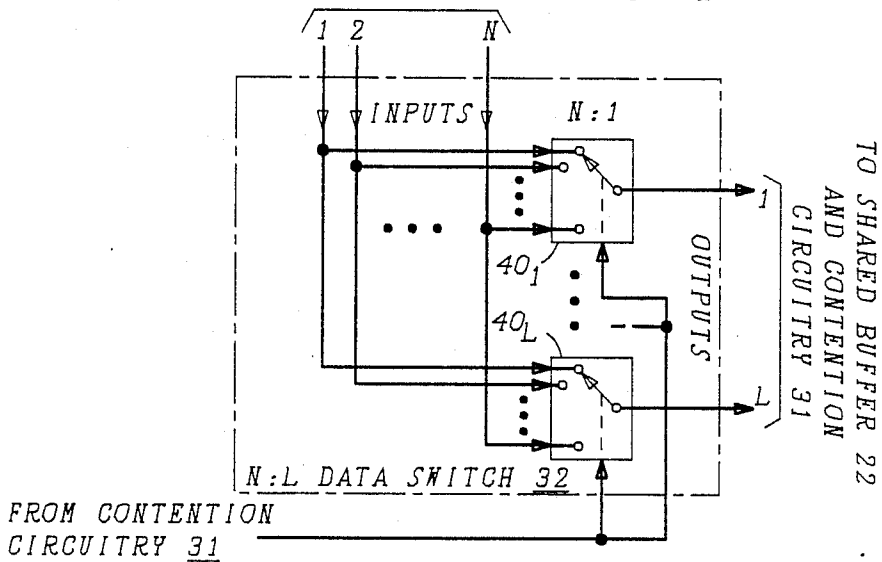 1 2 N
INPUTS
N:1
40₁
1
OUTPUTS
TO SHARED BUFFER 22
AND CONTENTION
CIRCUITRY 31
40L
L
N:L DATA SWITCH 32
FROM CONTENTION
CIRCUITRY 31